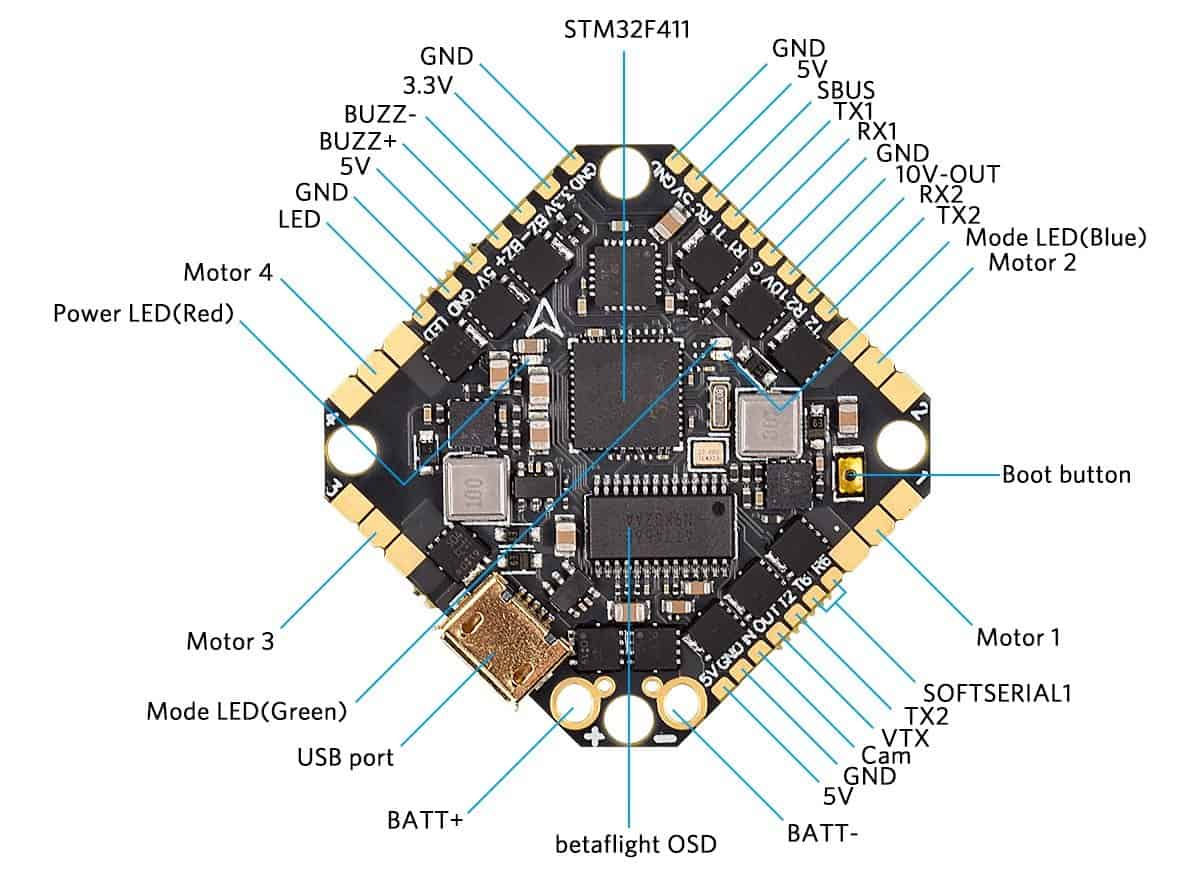 STM32F411
GND
3.3V
BUZZ-
BUZZ+
5V
GND
LED
Motor 4
Power LED(Red)
GND
5V
SBUS
TX1
RX1
GND
10V-OUT
RX2
TX2
Mode LED(Blue)
Motor 2
GND 3.3V BZ- BZ+ 5V GND LED
GND 5V RC T1 R1 G 10V R2 T2
4
2
3
1
100
Boot button
Motor 3
Motor 1
Mode LED(Green)
USB port
BATT+
betaflight OSD
BATT-
5V GND IN OUT T2 T6 R6
+
-
SOFTSERIAL1
TX2
VTX
Cam
GND
5V